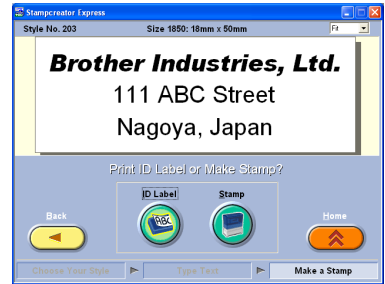 Stampcreator Express
Style No. 203 Size 1850: 18mm x 50mm Fit
Brother Industries, Ltd.
111 ABC Street
Nagoya, Japan
Print ID Label or Make Stamp?
ID Label Stamp
ABC
Back Home
Choose Your Style Type Text Make a Stamp